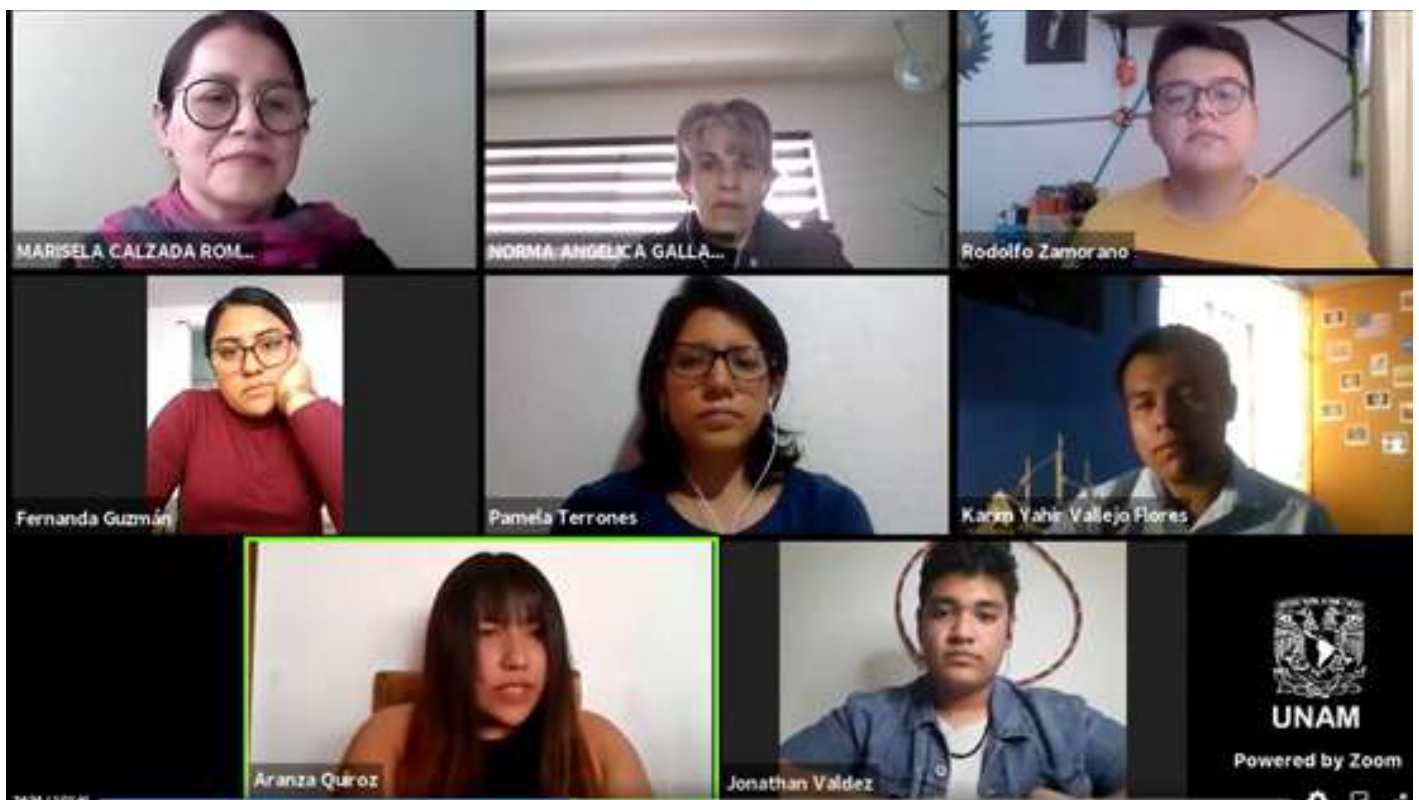 MARISELA CALZADA ROM...
NORMA ANGELICA GALLA...
Rodolfo Zamorano
Fernanda Guzmán
Pamela Terrones
Karim Yahir Vallejo Flores
Aranza Quiroz
Jonathan Valdez
UNAM
Powered by Zoom